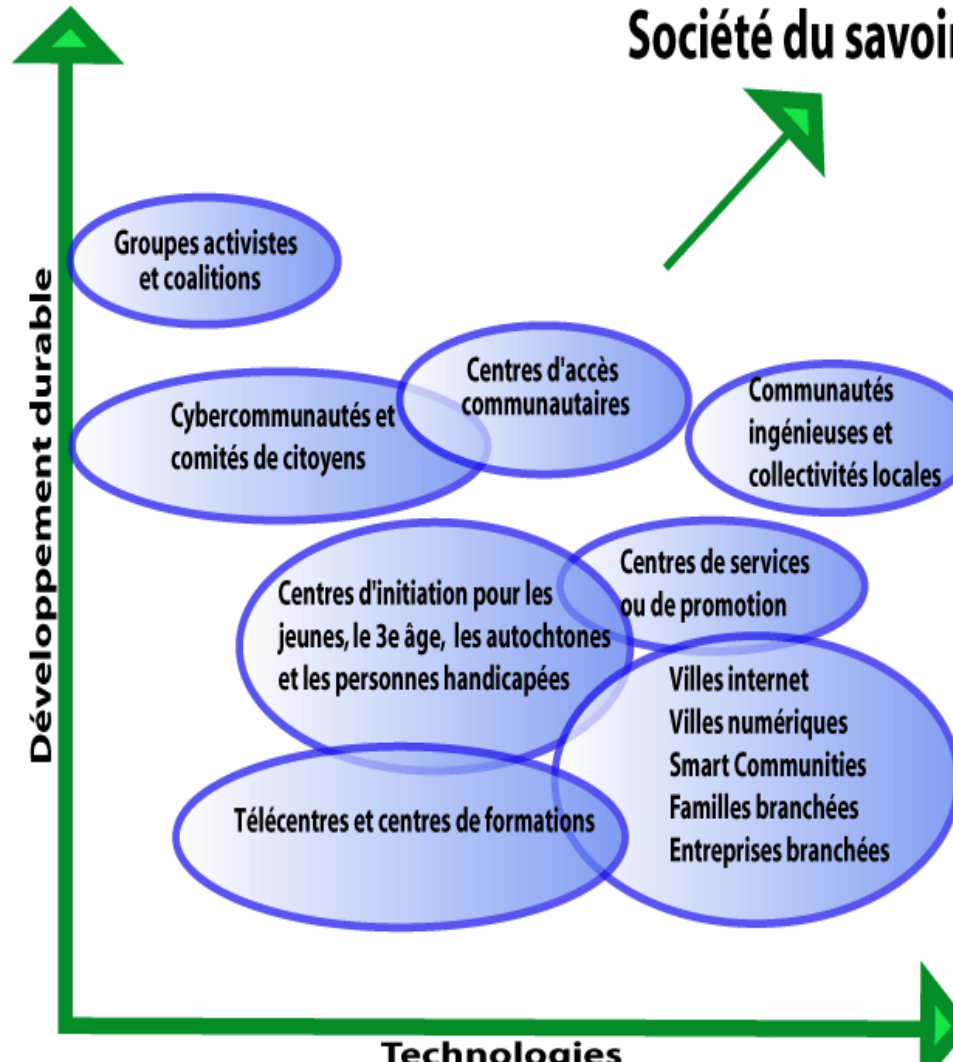 Société du savoir
Groupes activistes
et coalitions
Centres d'accès
communautaires
Communautés
ingénieuses et
collectivités locales
Cybercommunautés et
comités de citoyens
Centres de services
ou de promotion
Centres d'initiation pour les
jeunes, le 3e âge, les autochtones
et les personnes handicapées
Villes internet
Villes numériques
Smart Communities
Familles branchées
Entreprises branchées
Télécentres et centres de formations
Développement durable
Technologies